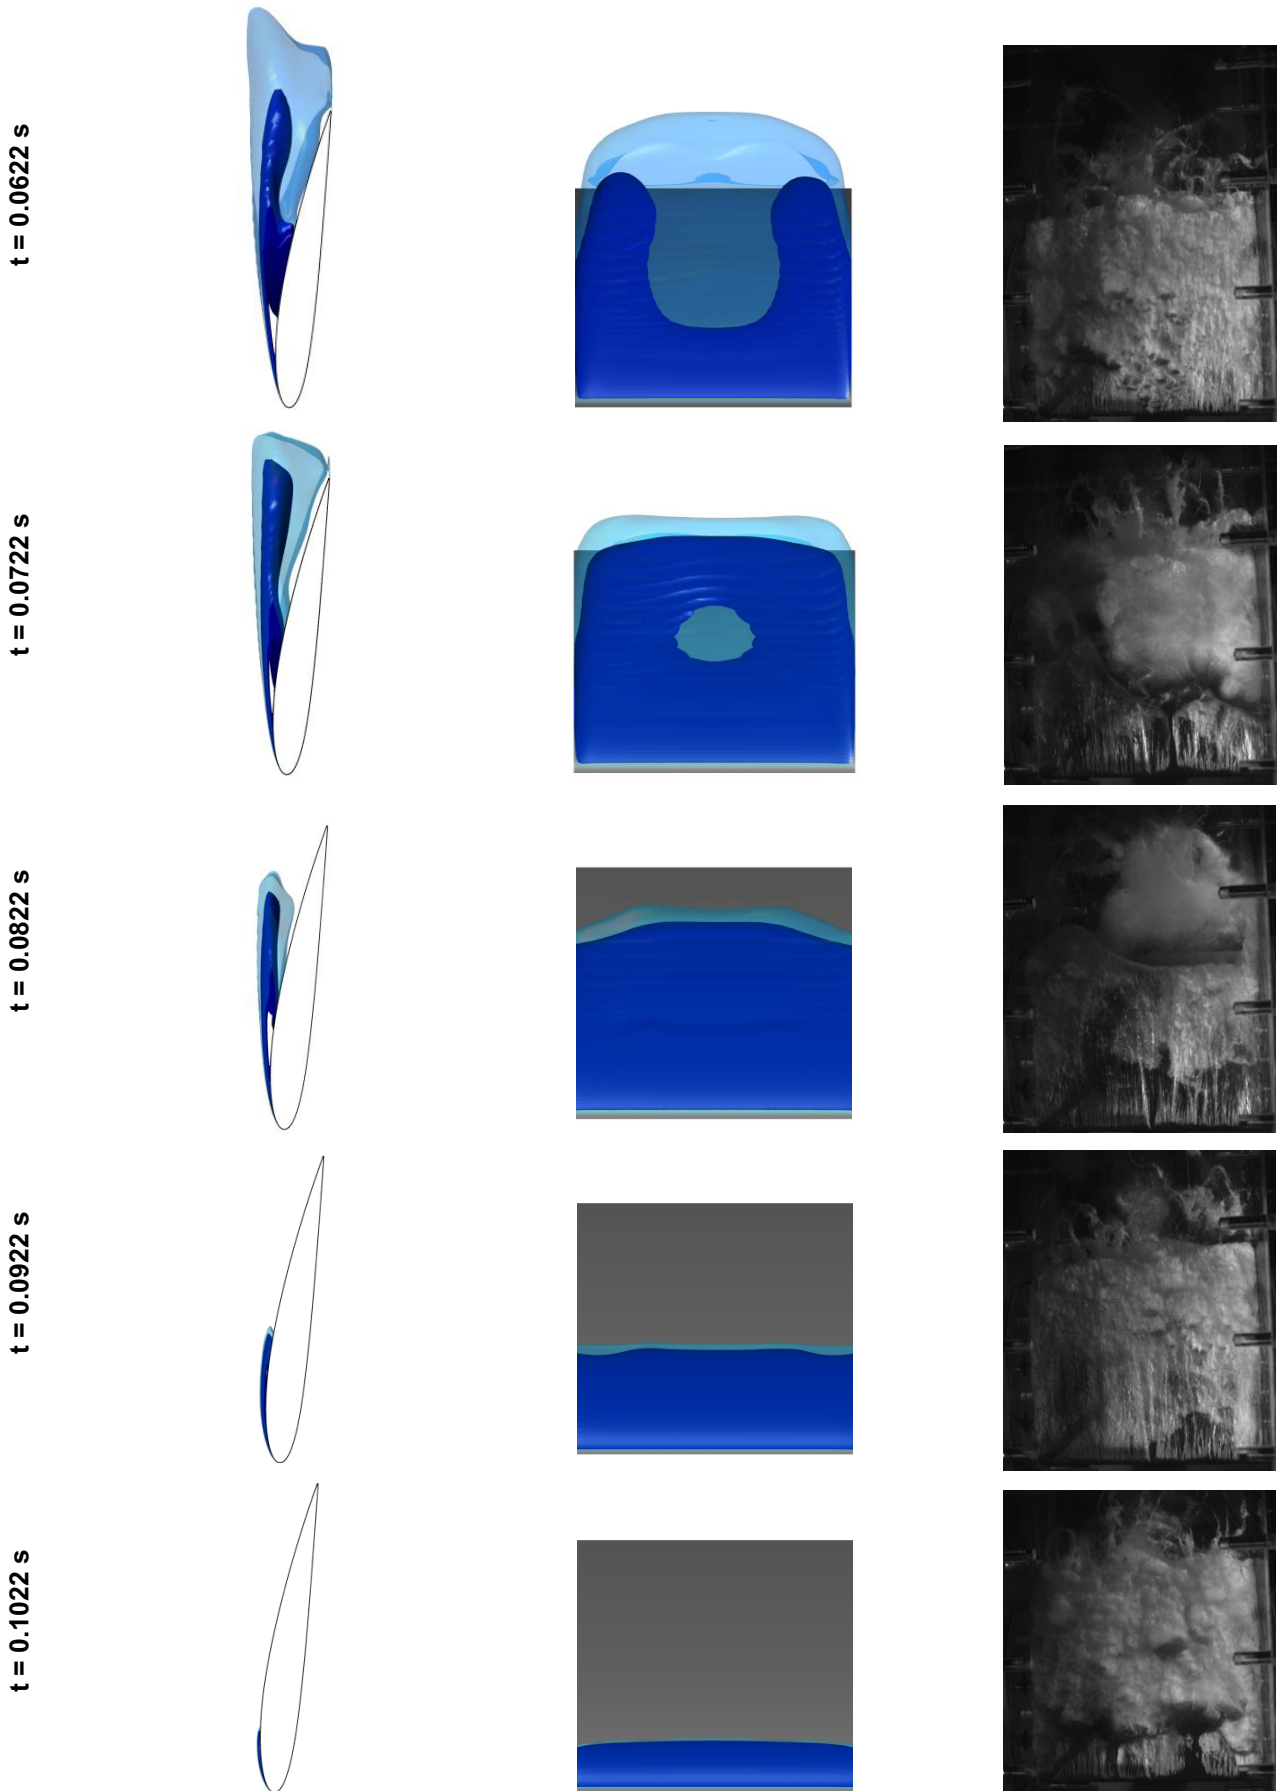 t = 0.0622 s
t = 0.0722 s
t = 0.0822 s
t = 0.0922 s
t = 0.1022 s